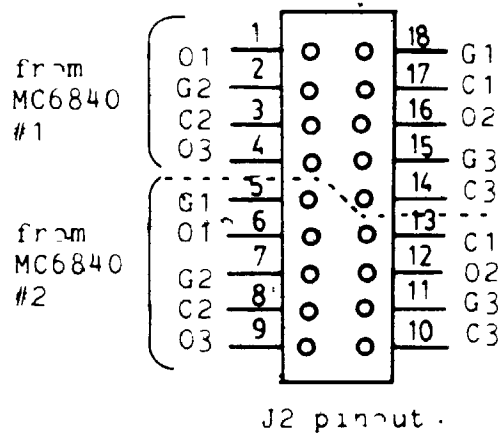 from
MC6840
#1
O1 1 18 G1
G2 2 17 C1
C2 3 16 O2
O3 4 15 G3
G1 5 14 C3
from
MC6840
#2
O1 6 13 C1
G2 7 12 O2
C2 8 11 G3
O3 9 10 C3
J2 pinout.